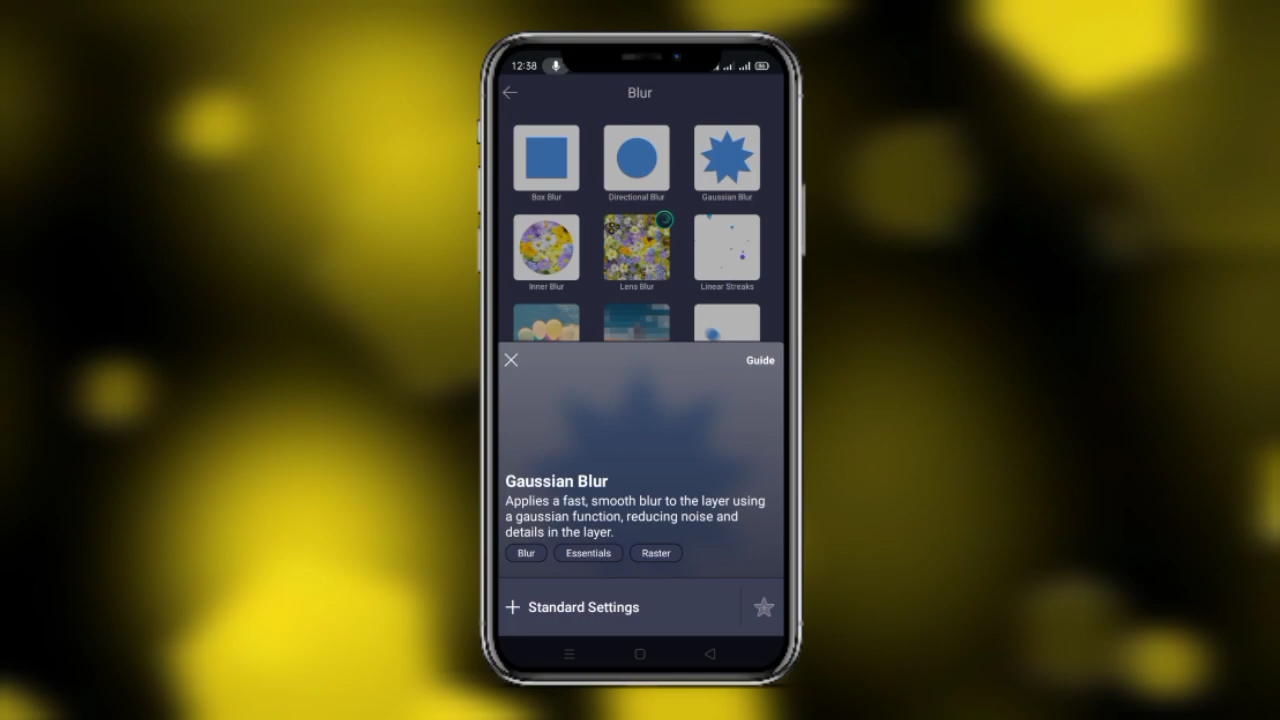 12:38
Blur
Box Blur
Directional Blur
Gaussian Blur
Inner Blur
Lens Blur
Linear Streaks
Guide
Gaussian Blur
Applies a fast, smooth blur to the layer using
a gaussian function, reducing noise and
details in the layer.
Blur
Essentials
Raster
+ Standard Settings